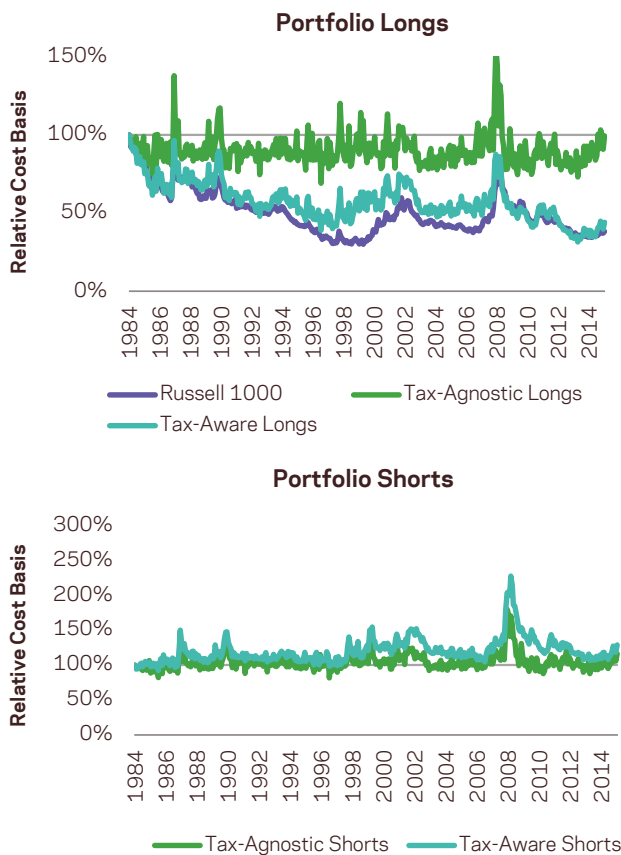 Portfolio Longs
Relative Cost Basis
150%
100%
50%
0%
1984 1986 1988 1990 1992 1994 1996 1998 2000 2002 2004 2006 2008 2010 2012 2014
Russell 1000 Tax-Agnostic Longs
Tax-Aware Longs
Portfolio Shorts
Relative Cost Basis
300%
250%
200%
150%
100%
50%
0%
1984 1986 1988 1990 1992 1994 1996 1998 2000 2002 2004 2006 2008 2010 2012 2014
Tax-Agnostic Shorts Tax-Aware Shorts